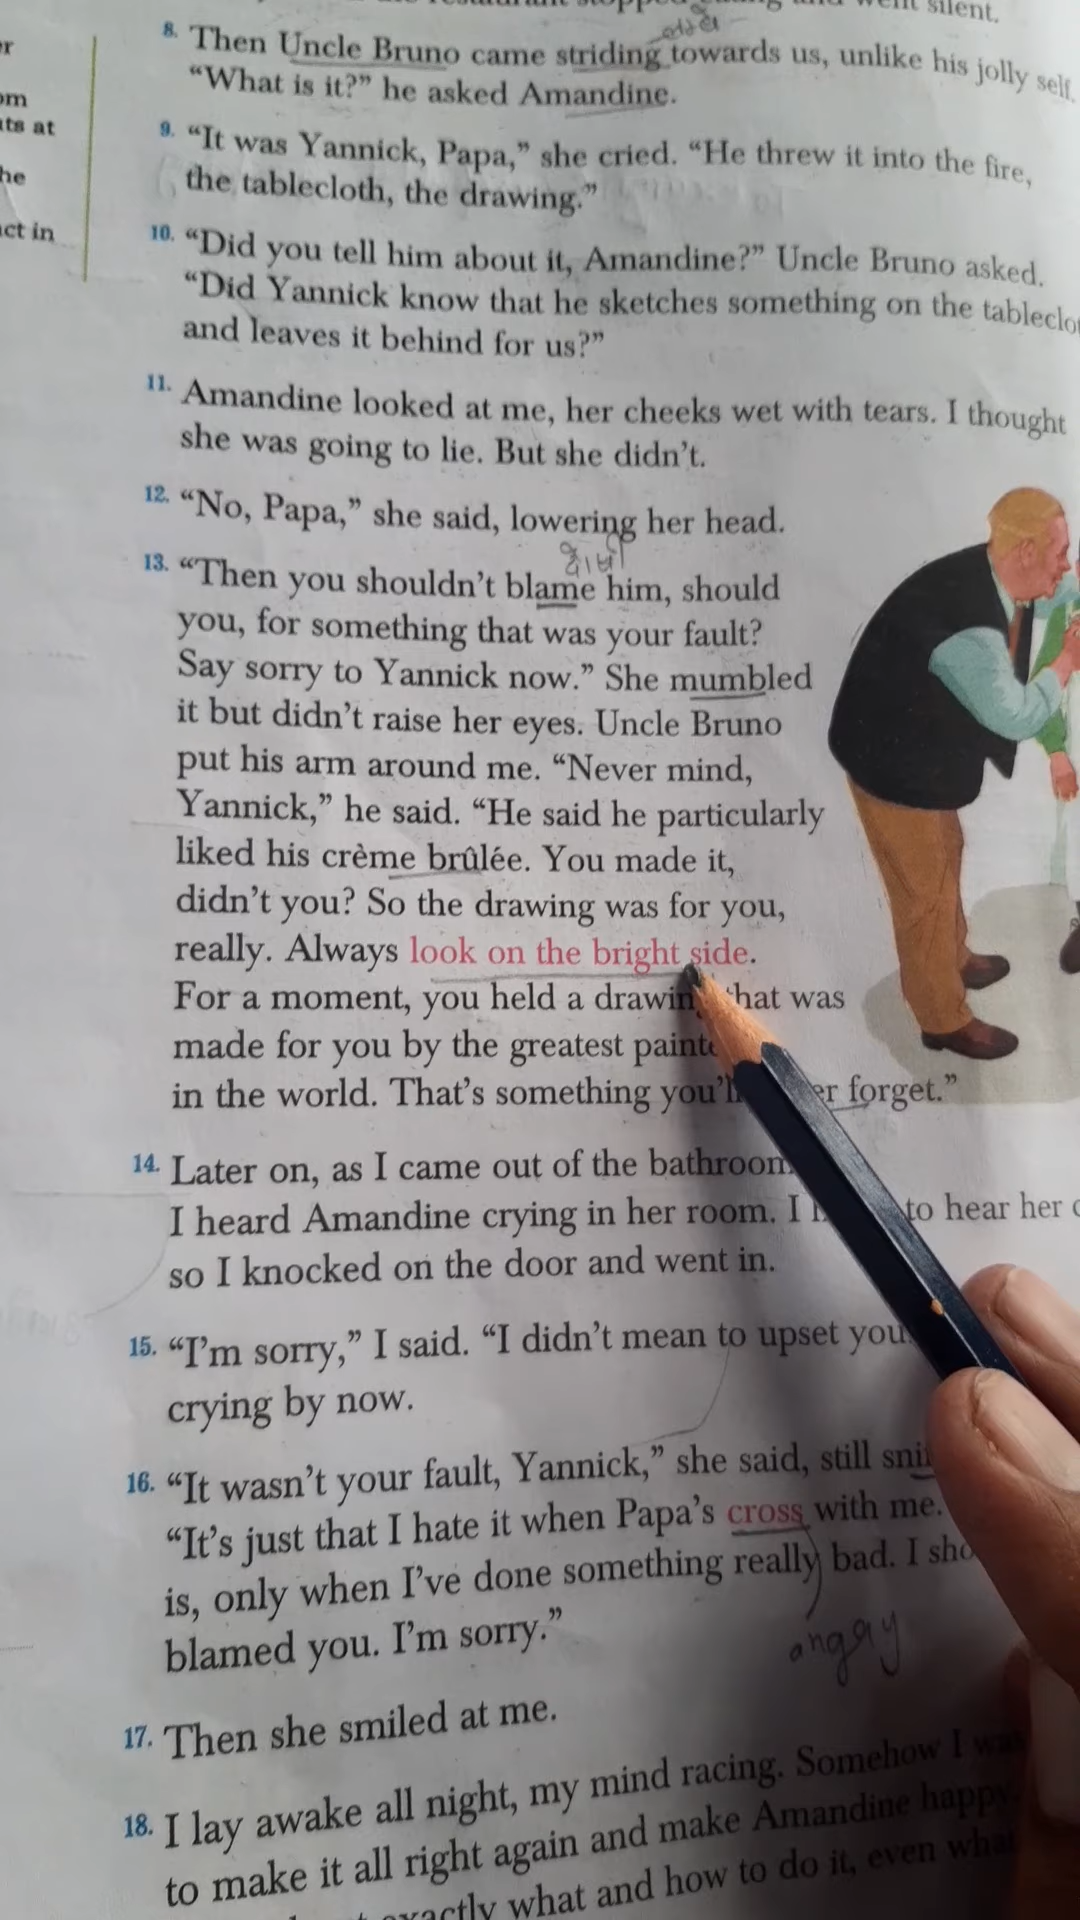 silent.
8. Then Uncle Bruno came striding towards us, unlike his jolly self.
“What is it?” he asked Amandine.
9. “It was Yannick, Papa,” she cried. “He threw it into the fire,
the tablecloth, the drawing.”
10. “Did you tell him about it, Amandine?” Uncle Bruno asked.
“Did Yannick know that he sketches something on the
and leaves it behind for us?”
11. Amandine looked at me, her cheeks wet with tears. I thought
she was going to lie. But she didn’t.
12. “No, Papa,” she said, lowering her head.
13. “Then you shouldn’t blame him, should
you, for something that was your fault?
Say sorry to Yannick now.” She mumbled
it but didn’t raise her eyes. Uncle Bruno
put his arm around me. “Never mind,
Yannick,” he said. “He said he particularly
liked his crème brûlée. You made it,
didn’t you? So the drawing was for you,
really. Always look on the bright side.
For a moment, you held a that was
made for you by the greatest
in the world. That’s something forget.”
14. Later on, as I came out of the bathroom
I heard Amandine crying in her room. I to hear her
so I knocked on the door and went in.
15. “I’m sorry,” I said. “I didn’t mean to upset you
crying by now.
16. “It wasn’t your fault, Yannick,” she said, still
“It’s just that I hate it when Papa’s cross with me.
is, only when I’ve done something really bad. I
blamed you. I’m sorry.”
angry
17. Then she smiled at me.
18. I lay awake all night, my mind racing. Somehow I
to make it all right again and make Amandine happy
what and how to do it, even
ts at
ct in